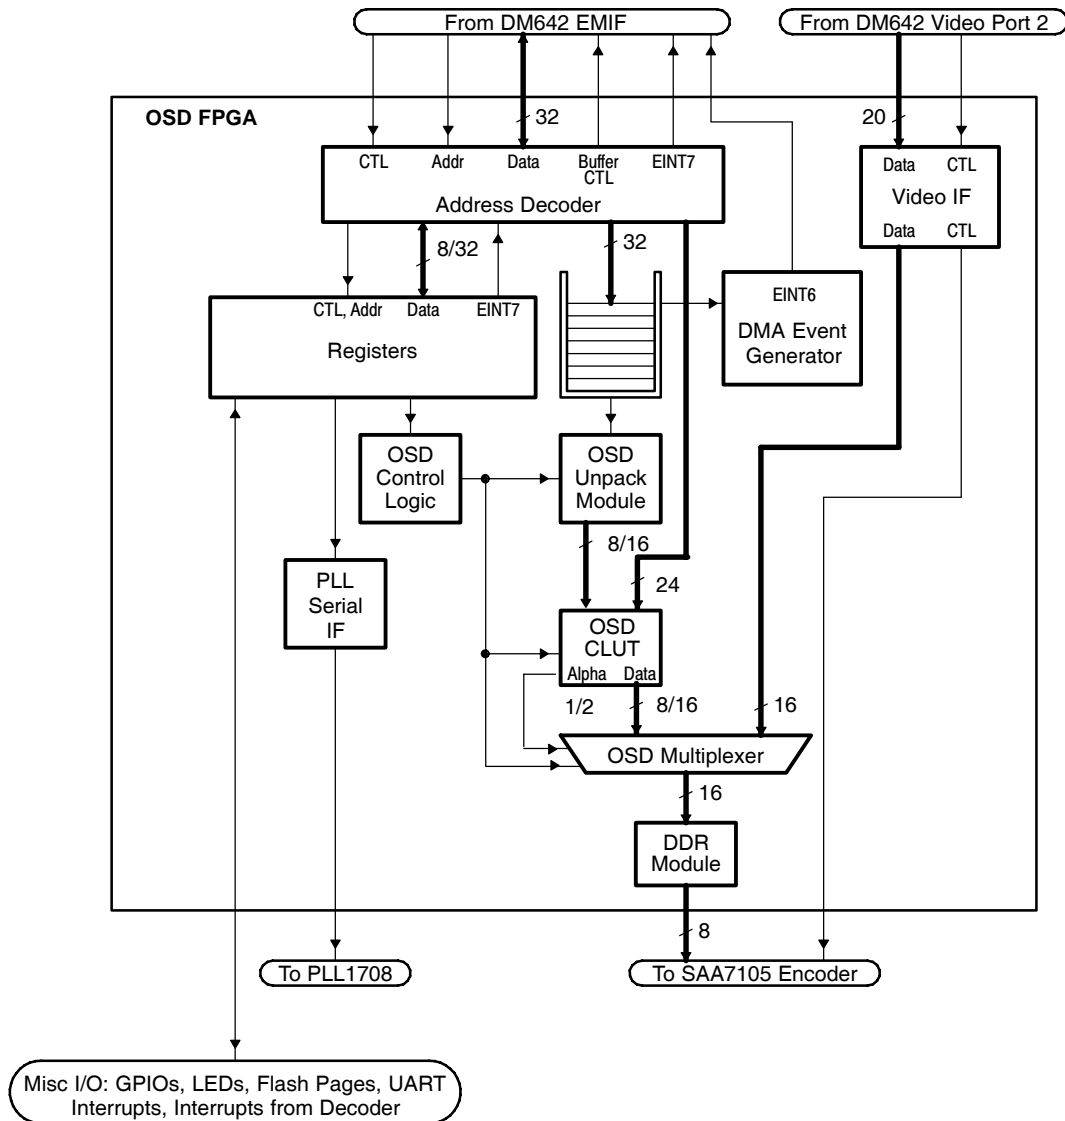 From DM642 EMIF
From DM642 Video Port 2
OSD FPGA
32
20
CTL
Addr
Data
Buffer
CTL
EINT7
Address Decoder
Data
CTL
Video IF
Data
CTL
8/32
32
CTL, Addr
Data
EINT7
Registers
EINT6
DMA Event
Generator
OSD
Control
Logic
OSD
Unpack
Module
8/16
24
PLL
Serial
IF
OSD
CLUT
Alpha
Data
1/2
8/16
16
OSD Multiplexer
16
DDR
Module
8
To PLL1708
To SAA7105 Encoder
Misc I/O: GPIOs, LEDs, Flash Pages, UART
Interrupts, Interrupts from Decoder